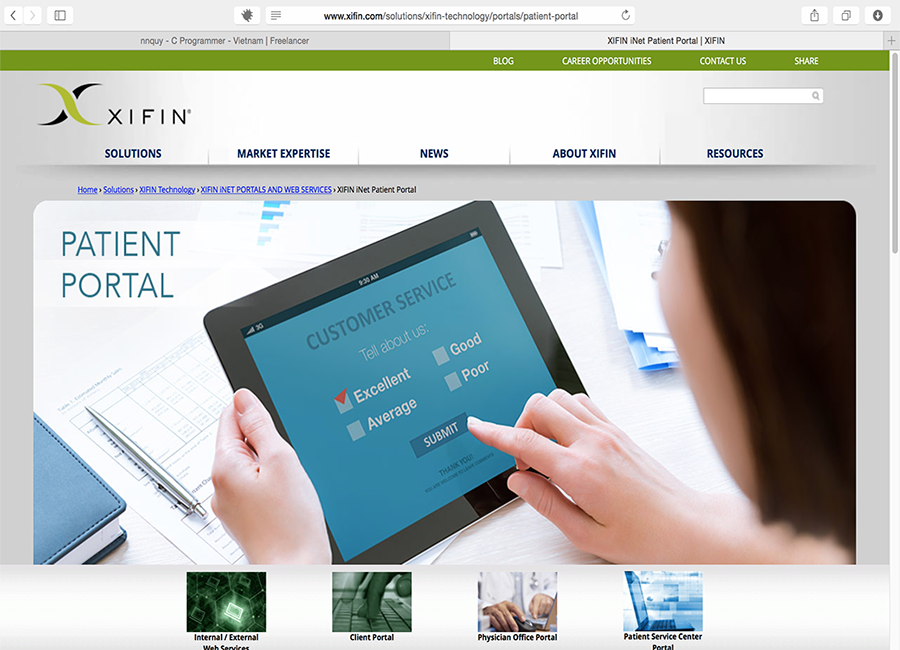 www.xifin.com/solutions/xifin-technology/portals/patient-portal
nnquy - C Programmer - Vietnam | Freelancer
XIFIN iNet Patient Portal | XIFIN
BLOG CAREER OPPORTUNITIES CONTACT US SHARE
XIFIN®
SOLUTIONS MARKET EXPERTISE NEWS ABOUT XIFIN RESOURCES
Home › Solutions › XIFIN Technology › XIFIN iNET PORTALS AND WEB SERVICES › XIFIN iNet Patient Portal
PATIENT
PORTAL
3G 9:30 AM
CUSTOMER SERVICE
Tell about us:
Excellent Good
Average Poor
SUBMIT
THANK YOU!
Internal / External
Web Services
Client Portal
Physician Office Portal
Patient Service Center
Portal